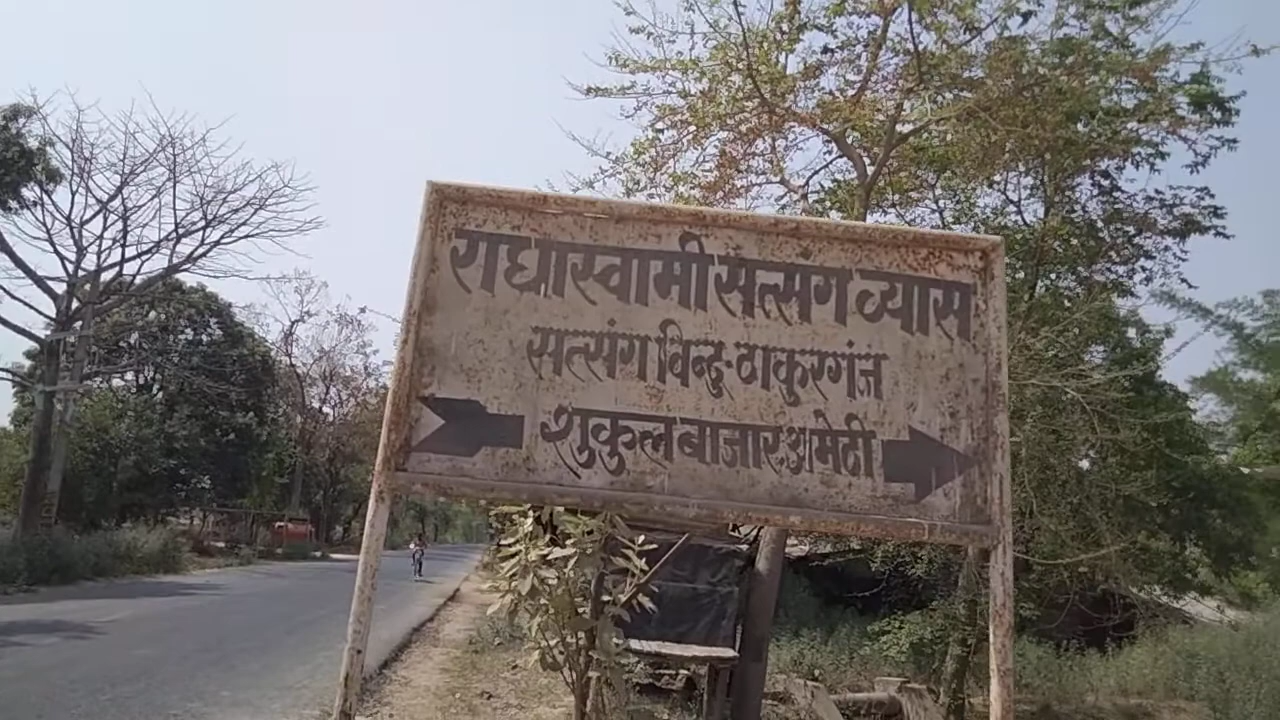 राधास्वामी सत्संग व्यास
सत्संग विन्दु-ठाकुरगंज
शुकुल बाजार अमेठी